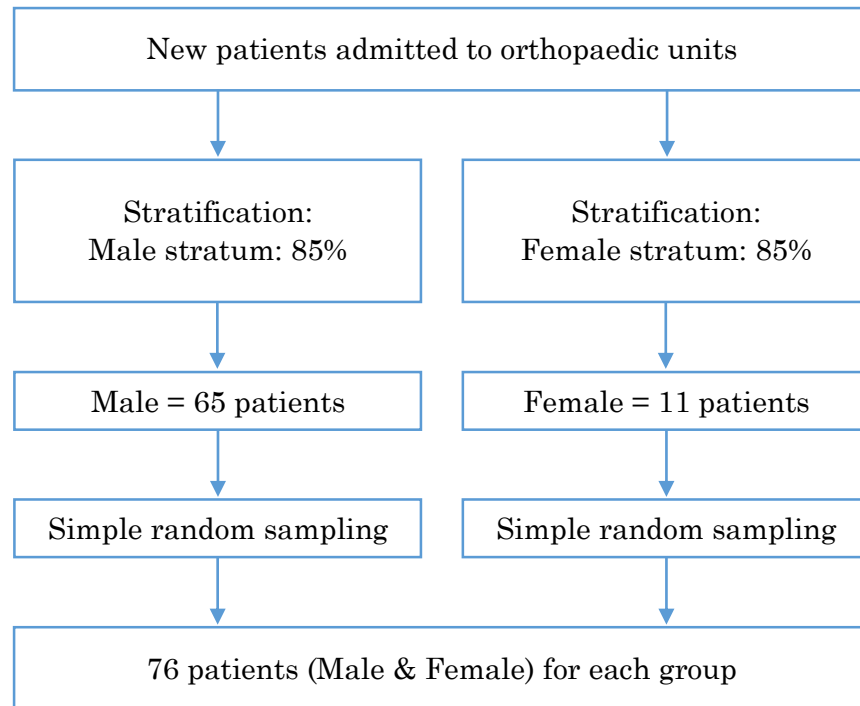 New patients admitted to orthopaedic units
Stratification:
Male stratum: 85%
Stratification:
Female stratum: 85%
Male = 65 patients
Female = 11 patients
Simple random sampling
Simple random sampling
76 patients (Male & Female) for each group